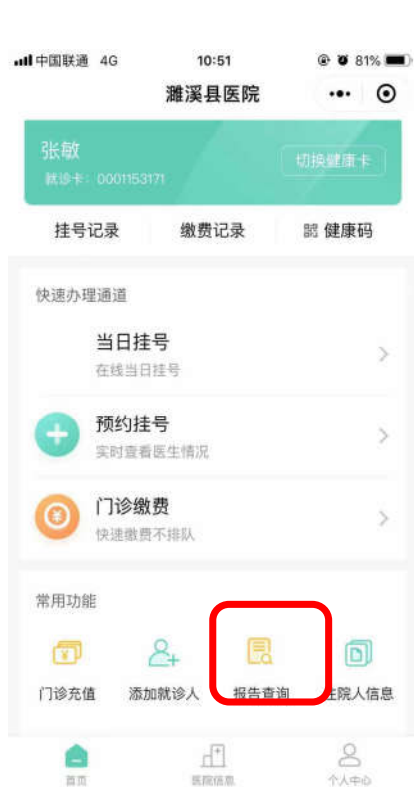 中国联通 4G 10:51 81%
濉溪县医院
张敏
就诊卡：0001153171
切换健康卡
挂号记录 缴费记录 健康码
快速办理通道
当日挂号
在线当日挂号
预约挂号
实时查看医生情况
门诊缴费
快速缴费不排队
常用功能
门诊充值 添加就诊人 报告查询 住院人信息
首页 医院信息 个人中心